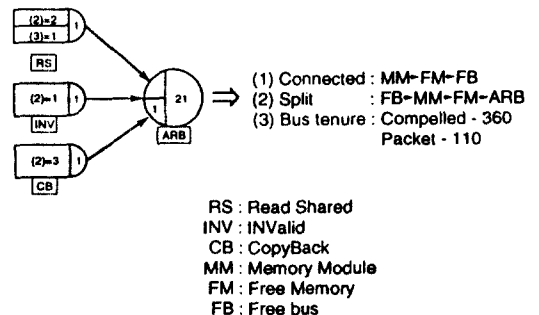 (2)=2
(3)=1
1
RS
(2)=1
1
INV
(2)=3
1
CB
1
21
ARB
⇒
(1) Connected : MM-FM-FB
(2) Split : FB-MM-FM-ARB
(3) Bus tenure : Compelled - 360
Packet - 110
RS : Read Shared
INV : INValid
CB : CopyBack
MM : Memory Module
FM : Free Memory
FB : Free bus